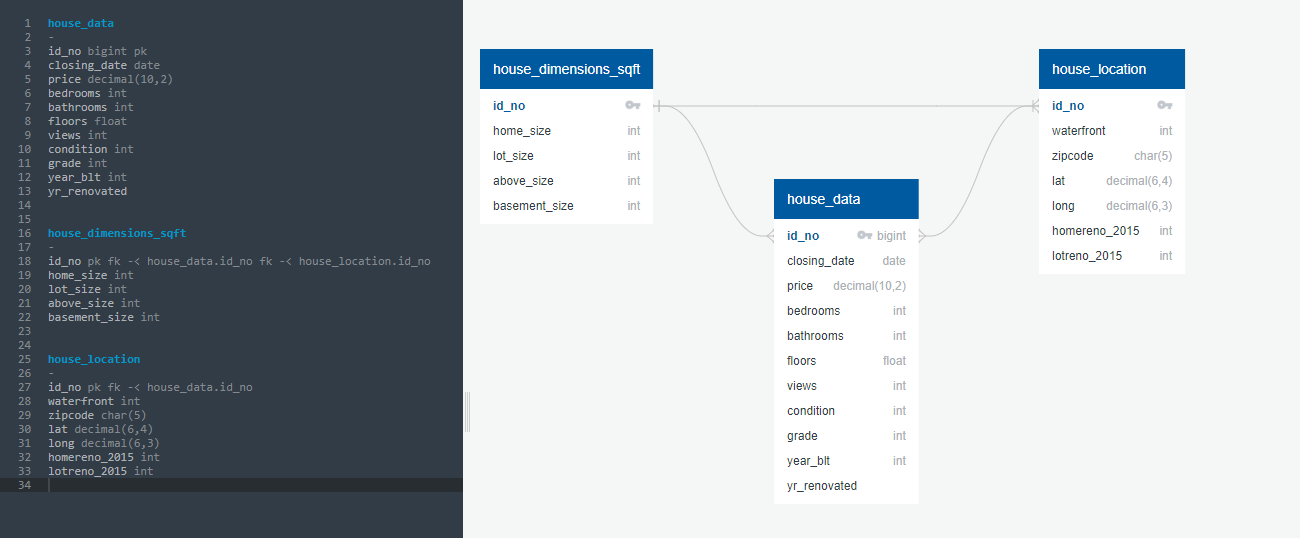 1 house_data
2 -
3 id_no bigint pk
4 closing_date date
5 price decimal(10,2)
6 bedrooms int
7 bathrooms int
8 floors float
9 views int
10 condition int
11 grade int
12 year_blt int
13 yr_renovated
14
15
16 house_dimensions_sqft
17 -
18 id_no pk fk -< house_data.id_no fk -< house_location.id_no
19 home_size int
20 lot_size int
21 above_size int
22 basement_size int
23
24
25 house_location
26 -
27 id_no pk fk -< house_data.id_no
28 waterfront int
29 zipcode char(5)
30 lat decimal(6,4)
31 long decimal(6,3)
32 homereno_2015 int
33 lotreno_2015 int
34
house_dimensions_sqft
id_no
home_size int
lot_size int
above_size int
basement_size int
house_data
id_no bigint
closing_date date
price decimal(10,2)
bedrooms int
bathrooms int
floors float
views int
condition int
grade int
year_blt int
yr_renovated
house_location
id_no
waterfront int
zipcode char(5)
lat decimal(6,4)
long decimal(6,3)
homereno_2015 int
lotreno_2015 int